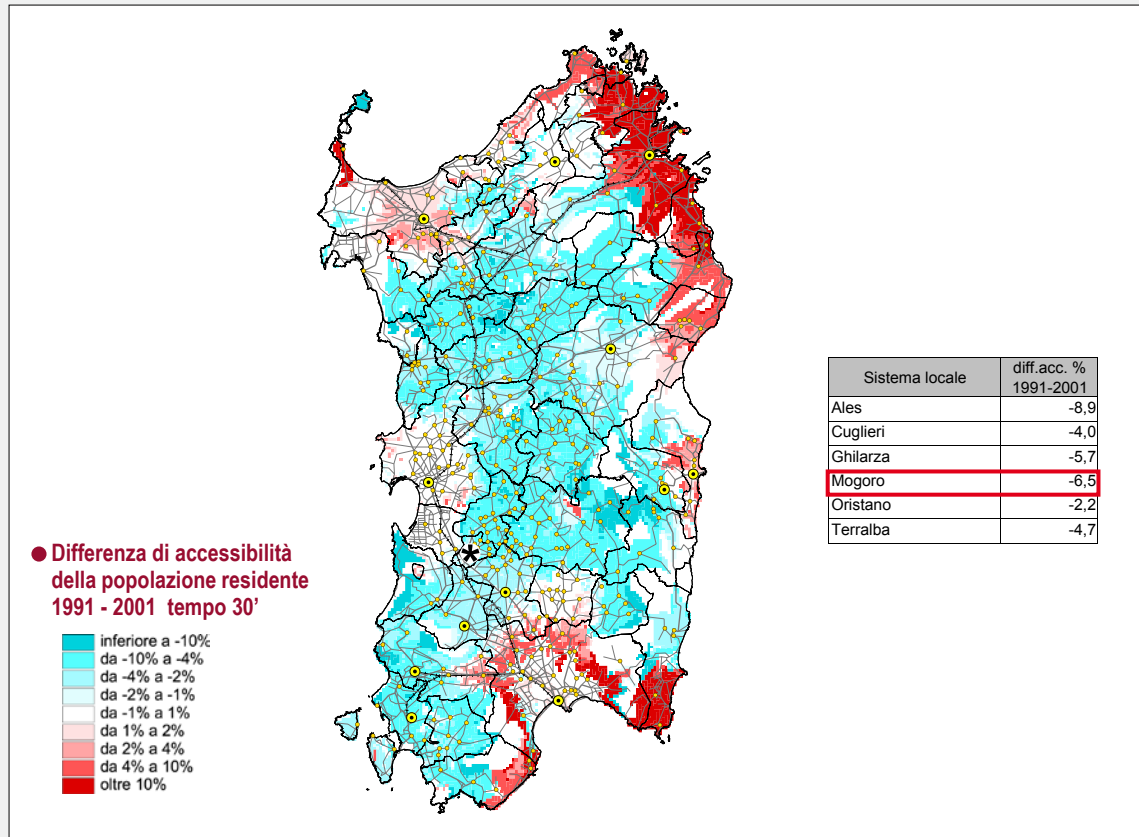 Sistema locale diff.acc. % 1991-2001
Ales -8,9
Cuglieri -4,0
Ghilarza -5,7
Mogoro -6,5
Oristano -2,2
Terralba -4,7
*
Differenza di accessibilità
della popolazione residente
1991 - 2001 tempo 30’
inferiore a -10%
da -10% a -4%
da -4% a -2%
da -2% a -1%
da -1% a 1%
da 1% a 2%
da 2% a 4%
da 4% a 10%
oltre 10%